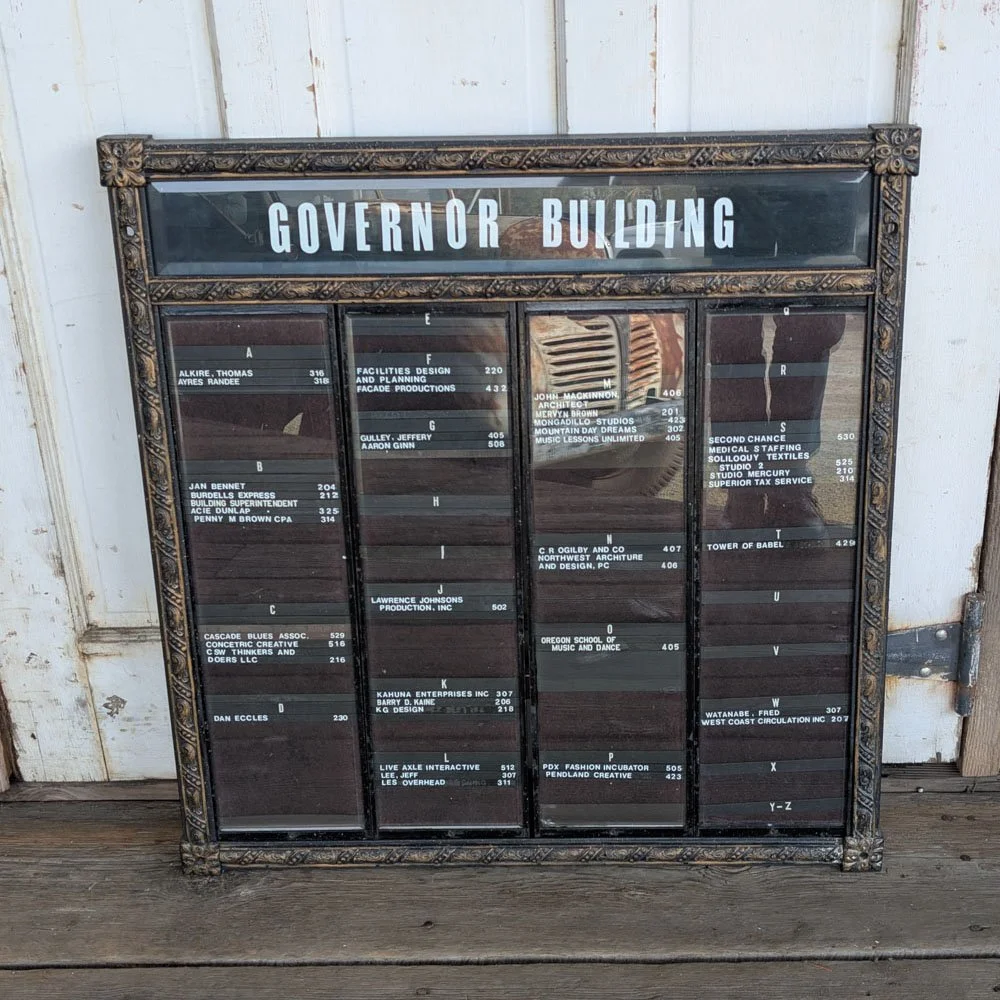 GOVERNOR BUILDING
A
ALKIRE, THOMAS 316
AYRES RANDEE 318
B
JAN BENNET 204
BURDELLS EXPRESS 212
BUILDING SUPERINTENDENT
ACIE DUNLAP 325
PENNY M BROWN CPA 314
C
CASCADE BLUES ASSOC. 529
CONCETRIC CREATIVE 516
CSW THINKERS AND
DOERS LLC 216
D
DAN ECCLES 230
E
F
FACILITIES DESIGN 220
AND PLANNING
FACADE PRODUCTIONS 432
G
GULLEY, JEFFERY 405
AARON GINN 508
H
I
J
LAWRENCE JOHNSONS
PRODUCTION, INC 502
K
KAHUNA ENTERPRISES INC 307
BARRY D. KAINE 206
KG DESIGN 218
L
LIVE AXLE INTERACTIVE 512
LEE, JEFF 307
LES OVERHEAD 311
M
JOHN MACKINNON, 406
ARCHITECT
MERVYN BROWN 201
MONGADILLO STUDIOS 423
MOUNTAIN DAY DREAMS 302
MUSIC LESSONS UNLIMITED 405
N
C R OGILBY AND CO 407
NORTHWEST ARCHITURE
AND DESIGN, PC 406
O
OREGON SCHOOL OF
MUSIC AND DANCE 405
P
PDX FASHION INCUBATOR 505
PENDLAND CREATIVE 423
Q
R
S
SECOND CHANCE 530
MEDICAL STAFFING
SOLILOQUY TEXTILES
STUDIO 2 525
STUDIO MERCURY 210
SUPERIOR TAX SERVICE 314
T
TOWER OF BABEL 429
U
V
W
WATANABE, FRED 307
WEST COAST CIRCULATION INC 207
X
Y-Z